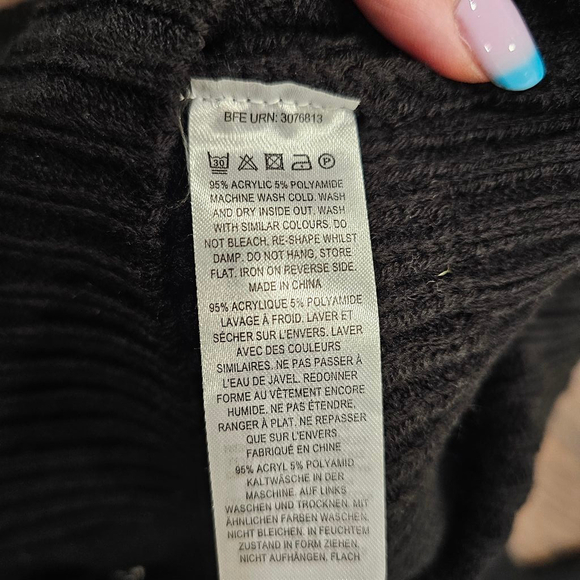 BFE URN: 3076813
30 P
95% ACRYLIC 5% POLYAMIDE
MACHINE WASH COLD. WASH
AND DRY INSIDE OUT. WASH
WITH SIMILAR COLOURS. DO
NOT BLEACH. RE-SHAPE WHILST
DAMP. DO NOT HANG, STORE
FLAT. IRON ON REVERSE SIDE.
MADE IN CHINA
95% ACRYLIQUE 5% POLYAMIDE
LAVAGE À FROID. LAVER ET
SÉCHER SUR L'ENVERS. LAVER
AVEC DES COULEURS
SIMILAIRES. NE PAS PASSER À
L'EAU DE JAVEL. REDONNER
FORME AU VÊTEMENT ENCORE
HUMIDE. NE PAS ÉTENDRE,
RANGER À PLAT. NE REPASSER
QUE SUR L'ENVERS.
FABRIQUÉ EN CHINE
95% ACRYL 5% POLYAMID
KALTWÄSCHE IN DER
MASCHINE. AUF LINKS
WASCHEN UND TROCKNEN. MIT
ÄHNLICHEN FARBEN WASCHEN.
NICHT BLEICHEN. IN FEUCHTEM
ZUSTAND IN FORM ZIEHEN.
NICHT AUFHÄNGEN, FLACH